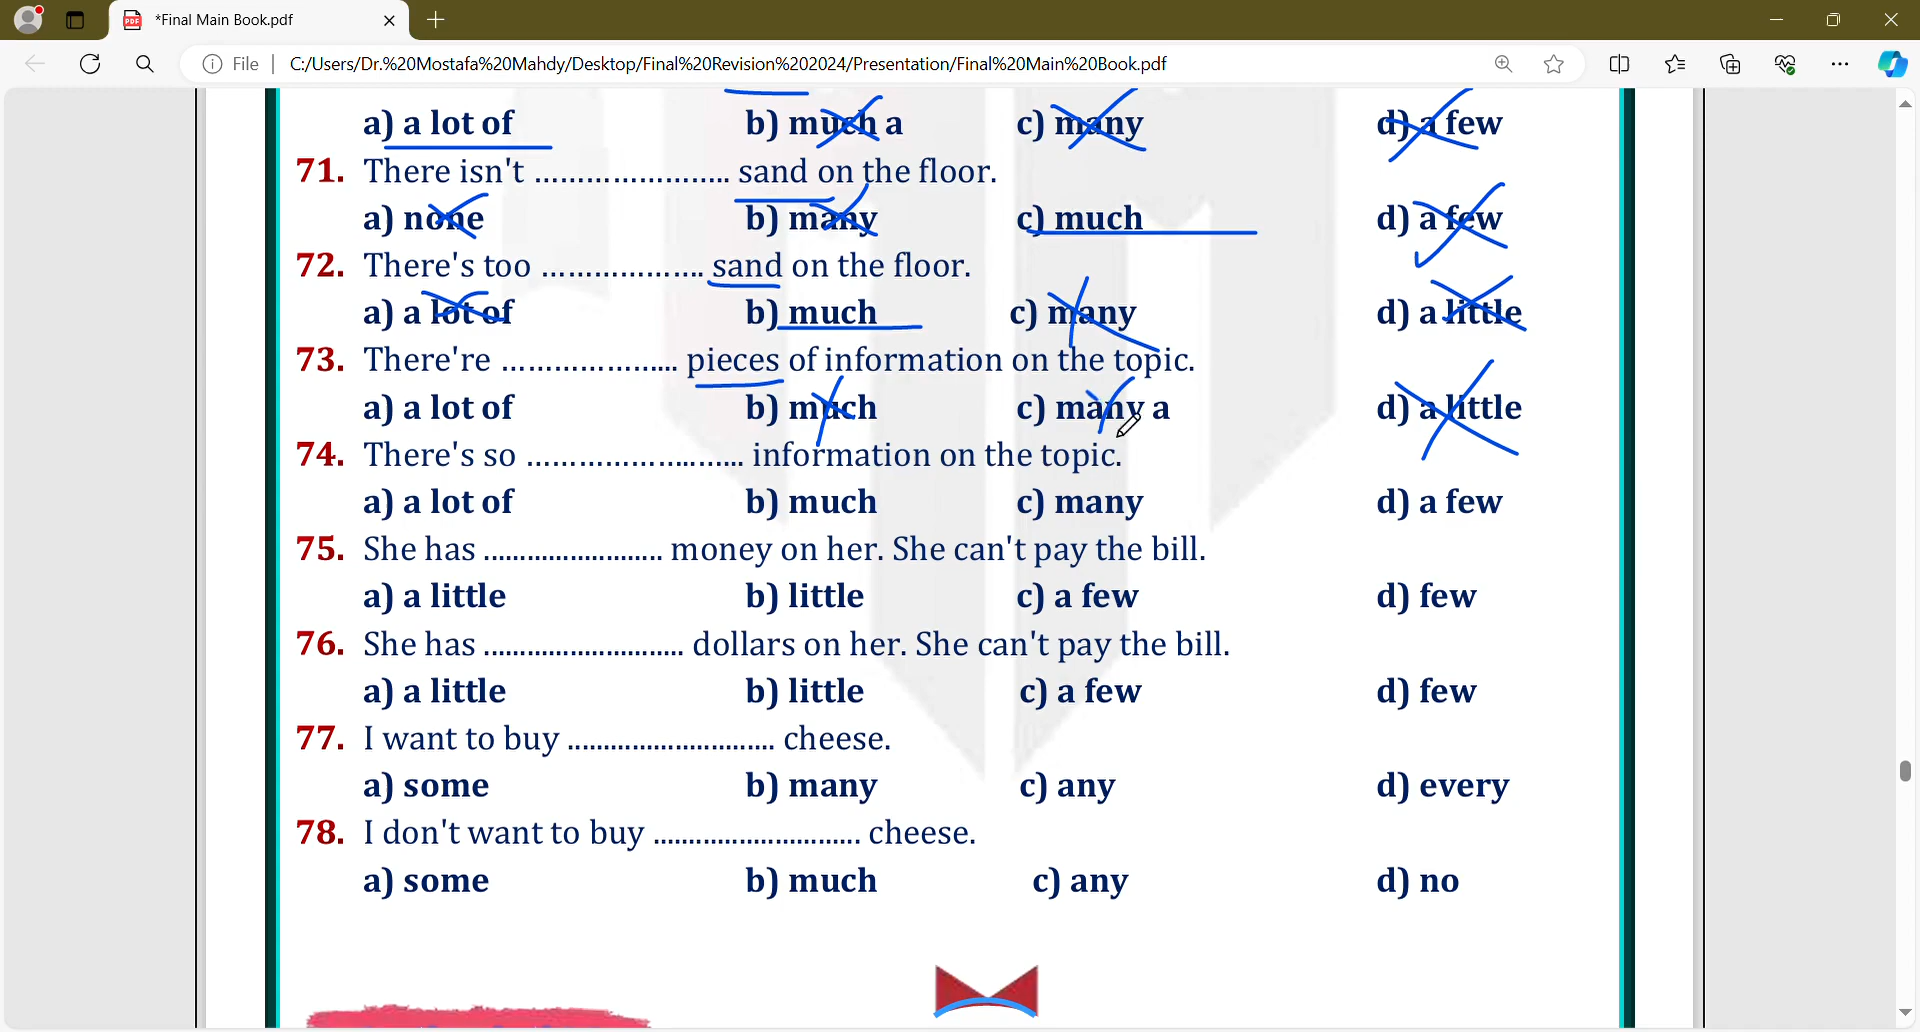 *Final Main Book.pdf
File
C:/Users/Dr.%20Mostafa%20Mahdy/Desktop/Final%20Revision%202024/Presentation/Final%20Main%20Book.pdf
a) a lot of b) much a c) many d) a few
71. There isn't ........................ sand on the floor.
a) none b) many c) much d) a few
72. There's too .................... sand on the floor.
a) a lot of b) much c) many d) a little
73. There're ...................... pieces of information on the topic.
a) a lot of b) much c) many a d) a little
74. There's so .......................... information on the topic.
a) a lot of b) much c) many d) a few
75. She has ......................... money on her. She can't pay the bill.
a) a little b) little c) a few d) few
76. She has ............................ dollars on her. She can't pay the bill.
a) a little b) little c) a few d) few
77. I want to buy ............................. cheese.
a) some b) many c) any d) every
78. I don't want to buy ............................. cheese.
a) some b) much c) any d) no